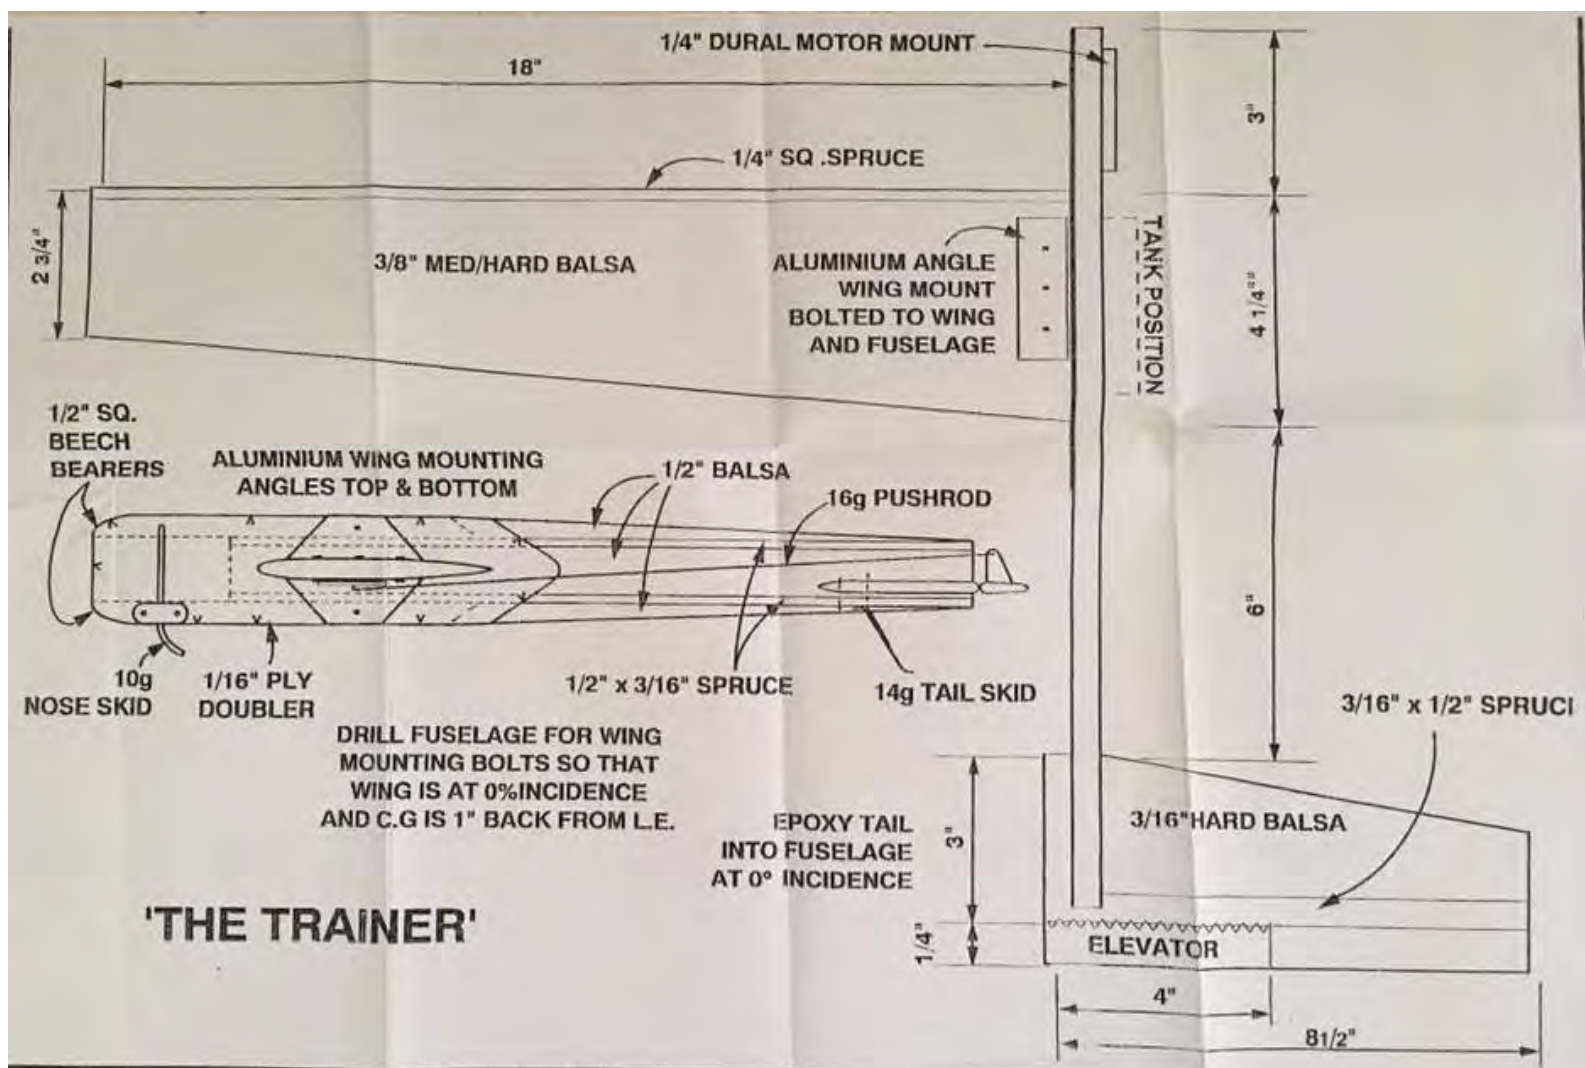 1/4" DURAL MOTOR MOUNT
18"
3"
1/4" SQ .SPRUCE
2 3/4"
3/8" MED/HARD BALSA
ALUMINIUM ANGLE
WING MOUNT
BOLTED TO WING
AND FUSELAGE
TANK POSITION
4 1/4""
1/2" SQ.
BEECH
BEARERS
ALUMINIUM WING MOUNTING
ANGLES TOP & BOTTOM
1/2" BALSA
16g PUSHROD
6"
10g
NOSE SKID
1/16" PLY
DOUBLER
1/2" x 3/16" SPRUCE
14g TAIL SKID
3/16" x 1/2" SPRUCI
DRILL FUSELAGE FOR WING
MOUNTING BOLTS SO THAT
WING IS AT 0%INCIDENCE
AND C.G IS 1" BACK FROM L.E.
EPOXY TAIL
INTO FUSELAGE
AT 0° INCIDENCE
3"
3/16"HARD BALSA
'THE TRAINER'
1/4"
ELEVATOR
4"
81/2"